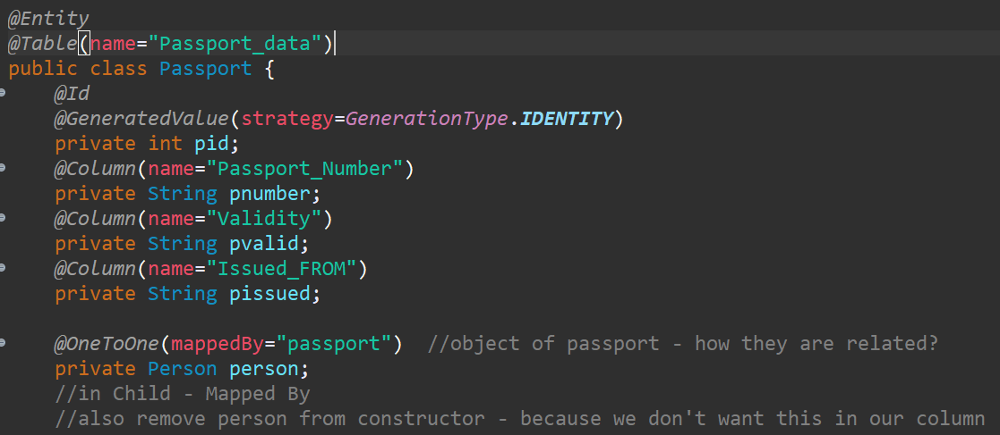 @Entity
@Table(name="Passport_data")
public class Passport {
@Id
@GeneratedValue(strategy=GenerationType.IDENTITY)
private int pid;
@Column(name="Passport_Number")
private String pnumber;
@Column(name="Validity")
private String pvalid;
@Column(name="Issued_FROM")
private String pissued;
@OneToOne(mappedBy="passport")  //object of passport - how they are related?
private Person person;
//in Child - Mapped By
//also remove person from constructor - because we don't want this in our column